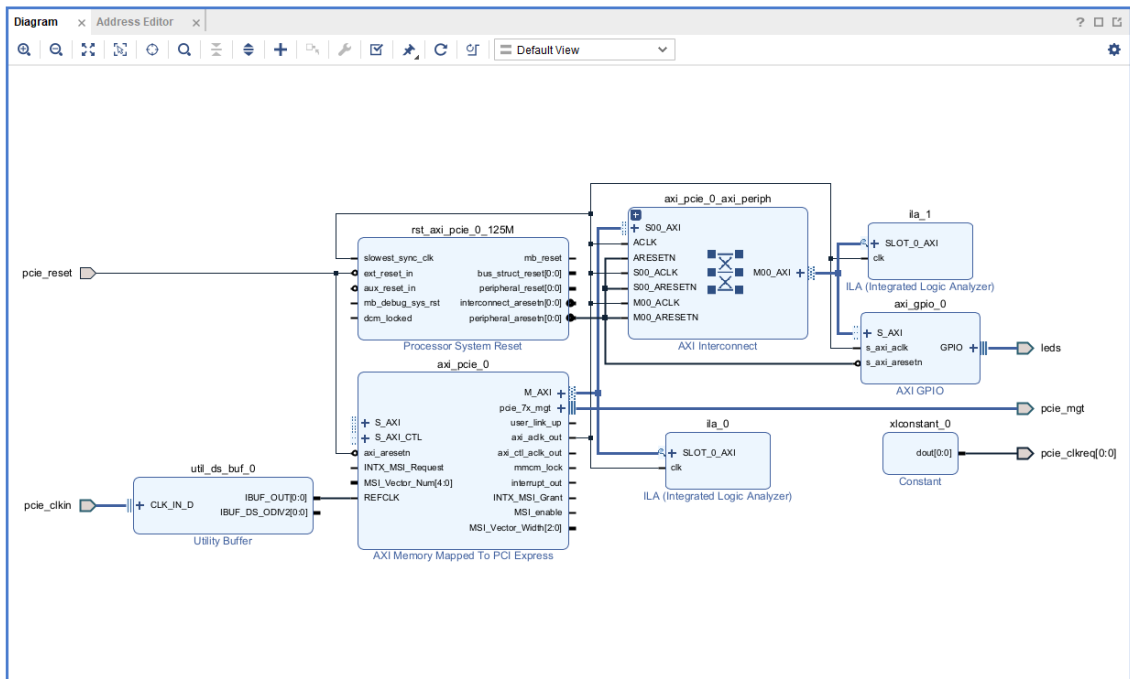 Diagram
Address Editor
Default View
pcie_reset
pcie_clkin
util_ds_buf_0
CLK_IN_D
IBUF_OUT[0:0]
IBUF_DS_ODIV2[0:0]
Utility Buffer
rst_axi_pcie_0_125M
slowest_sync_clk
ext_reset_in
aux_reset_in
mb_debug_sys_rst
dcm_locked
mb_reset
bus_struct_reset[0:0]
peripheral_reset[0:0]
interconnect_aresetn[0:0]
peripheral_aresetn[0:0]
Processor System Reset
axi_pcie_0
S_AXI
S_AXI_CTL
axi_aresetn
INTX_MSI_Request
MSI_Vector_Num[4:0]
REFCLK
M_AXI
pcie_7x_mgt
user_link_up
axi_aclk_out
axi_ctl_aclk_out
mmcm_lock
interrupt_out
INTX_MSI_Grant
MSI_enable
MSI_Vector_Width[2:0]
AXI Memory Mapped To PCI Express
axi_pcie_0_axi_periph
S00_AXI
ACLK
ARESETN
S00_ACLK
S00_ARESETN
M00_ACLK
M00_ARESETN
M00_AXI
AXI Interconnect
ila_0
SLOT_0_AXI
clk
ILA (Integrated Logic Analyzer)
ila_1
SLOT_0_AXI
clk
ILA (Integrated Logic Analyzer)
axi_gpio_0
S_AXI
s_axi_aclk
s_axi_aresetn
GPIO
AXI GPIO
xlconstant_0
dout[0:0]
Constant
leds
pcie_mgt
pcie_clkreq[0:0]